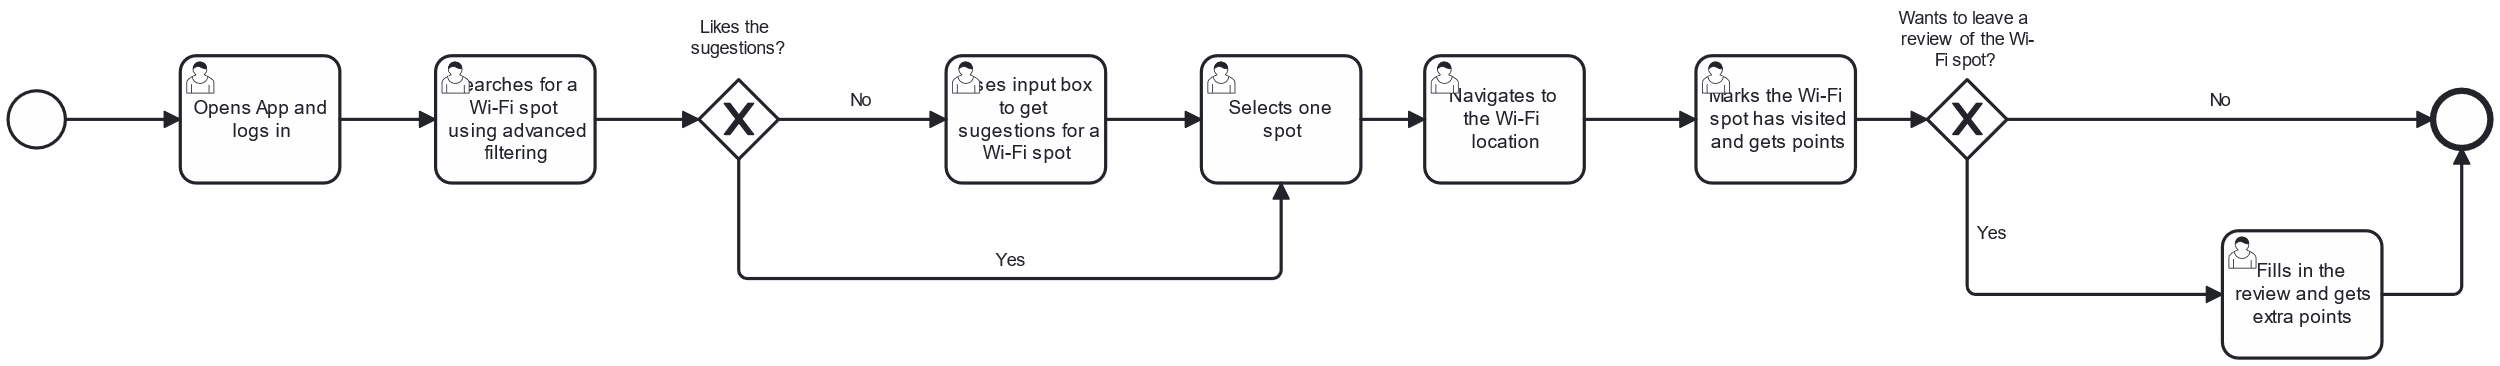 Opens App and
logs in
earches for a
Wi-Fi spot
using advanced
filtering
Likes the
sugestions?
No
Yes
ses input box
to get
sugestions for a
Wi-Fi spot
Selects one
spot
Navigates to
the Wi-Fi
location
Marks the Wi-Fi
spot has visited
and gets points
Wants to leave a
review of the Wi-
Fi spot?
No
Yes
Fills in the
review and gets
extra points